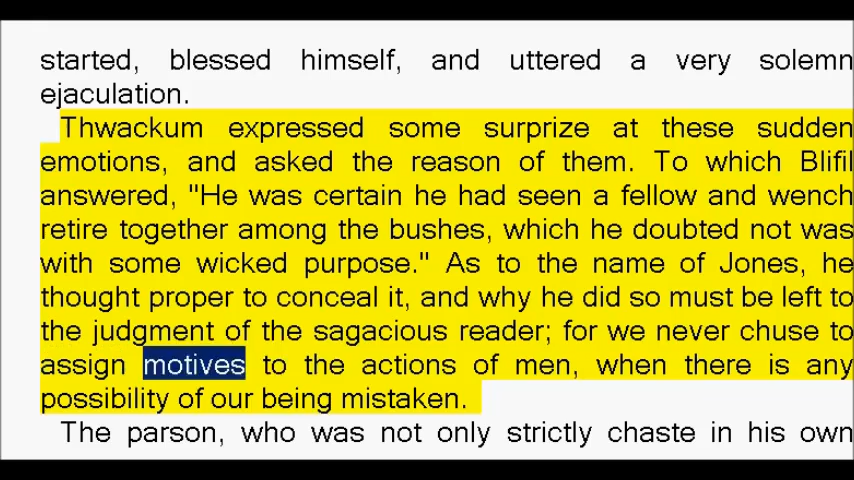 started, blessed himself, and uttered a very solemn
ejaculation.
Thwackum expressed some surprize at these sudden
emotions, and asked the reason of them. To which Blifil
answered, "He was certain he had seen a fellow and wench
retire together among the bushes, which he doubted not was
with some wicked purpose." As to the name of Jones, he
thought proper to conceal it, and why he did so must be left to
the judgment of the sagacious reader; for we never chuse to
assign motives to the actions of men, when there is any
possibility of our being mistaken.
The parson, who was not only strictly chaste in his own